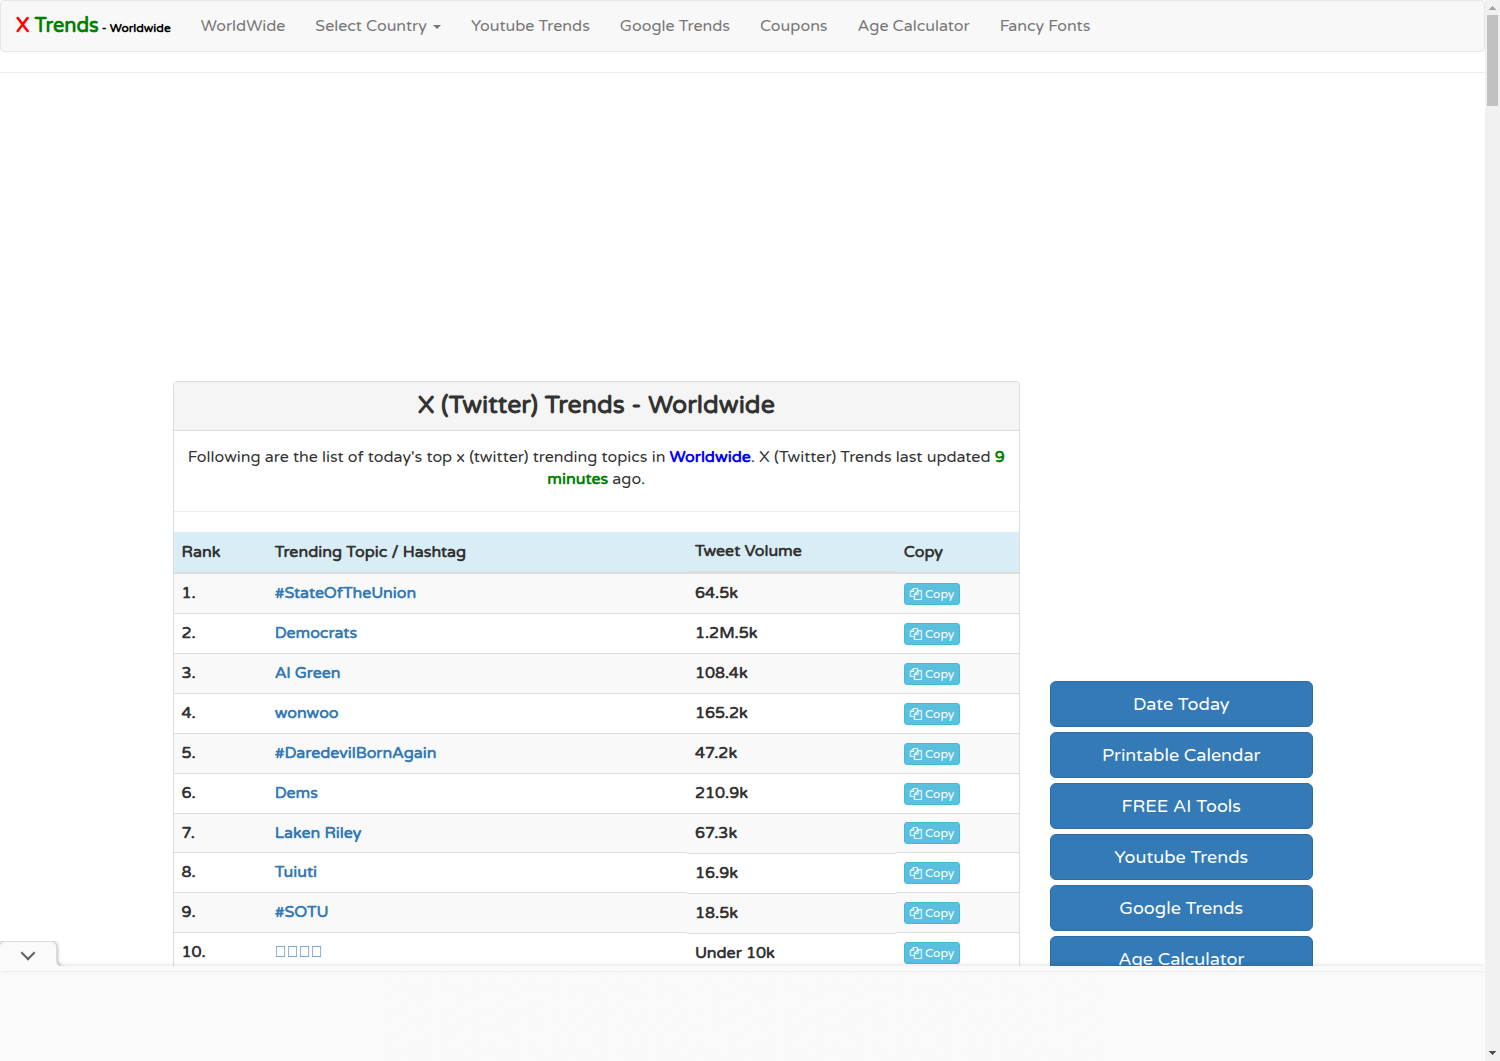 X Trends - Worldwide WorldWide Select Country Youtube Trends Google Trends Coupons Age Calculator Fancy Fonts
X (Twitter) Trends - Worldwide
Following are the list of today's top x (twitter) trending topics in Worldwide. X (Twitter) Trends last updated 9
minutes ago.
Rank Trending Topic / Hashtag Tweet Volume Copy
1. #StateOfTheUnion 64.5k Copy
2. Democrats 1.2M.5k Copy
3. Al Green 108.4k Copy
4. wonwoo 165.2k Copy
5. #DaredevilBornAgain 47.2k Copy
6. Dems 210.9k Copy
7. Laken Riley 67.3k Copy
8. Tuiuti 16.9k Copy
9. #SOTU 18.5k Copy
10. Under 10k Copy
Date Today
Printable Calendar
FREE AI Tools
Youtube Trends
Google Trends
Age Calculator